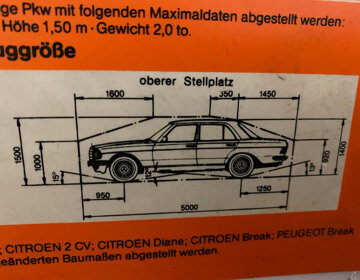 ge Pkw mit folgenden Maximaldaten abgestellt werden:
Höhe 1,50 m · Gewicht 2,0 to.
uggröße
oberer Stellplatz
1600
350
1450
1500
1000
920
1400
15°
13°
950
1250
5000
; CITROEN 2 CV; CITROEN Diane; CITROEN Break; PEUGEOT Break
eänderten Baumaßen abgestellt werden.